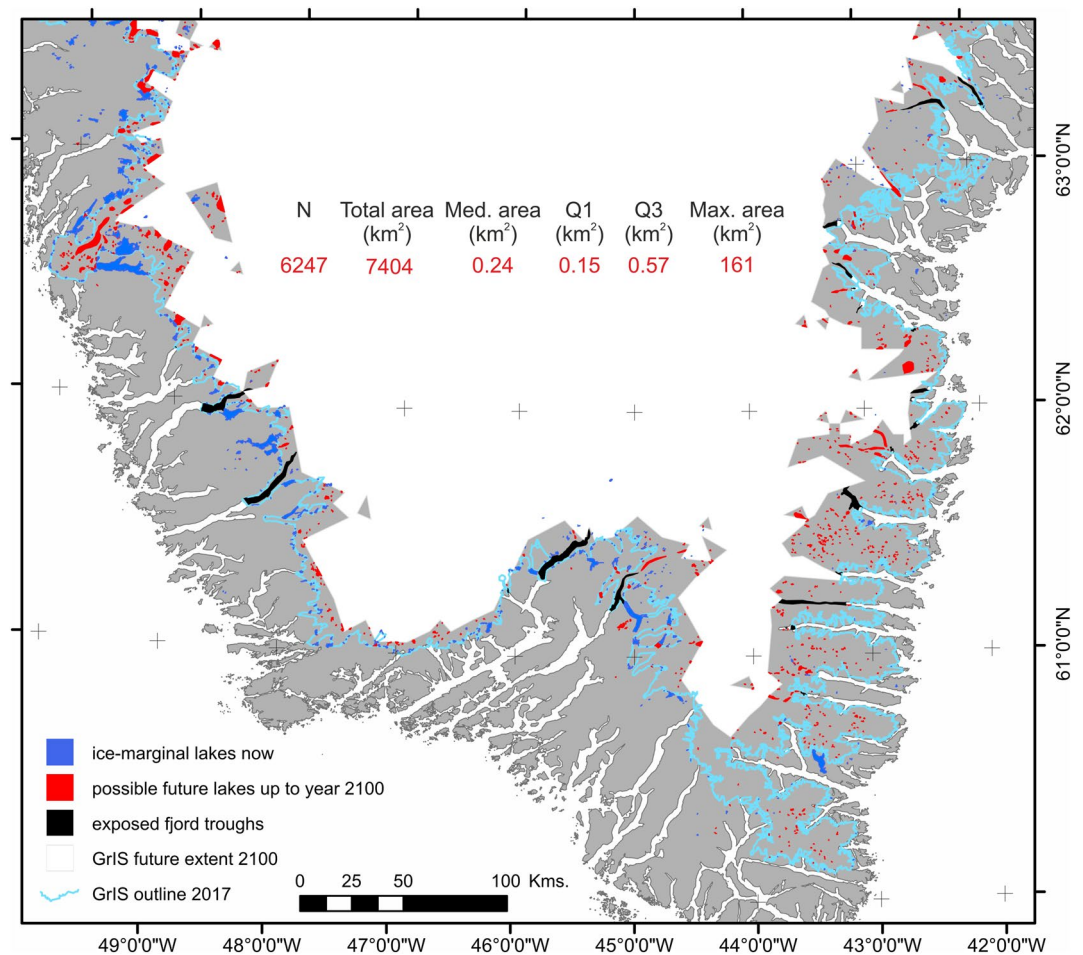 N Total area Med. area Q1 Q3 Max. area
(km²) (km²) (km²) (km²) (km²)
6247 7404 0.24 0.15 0.57 161
63°0'0"N
62°0'0"N
61°0'0"N
ice-marginal lakes now
possible future lakes up to year 2100
exposed fjord troughs
GrIS future extent 2100
GrIS outline 2017
0 25 50 100 Kms.
49°0'0"W 48°0'0"W 47°0'0"W 46°0'0"W 45°0'0"W 44°0'0"W 43°0'0"W 42°0'0"W